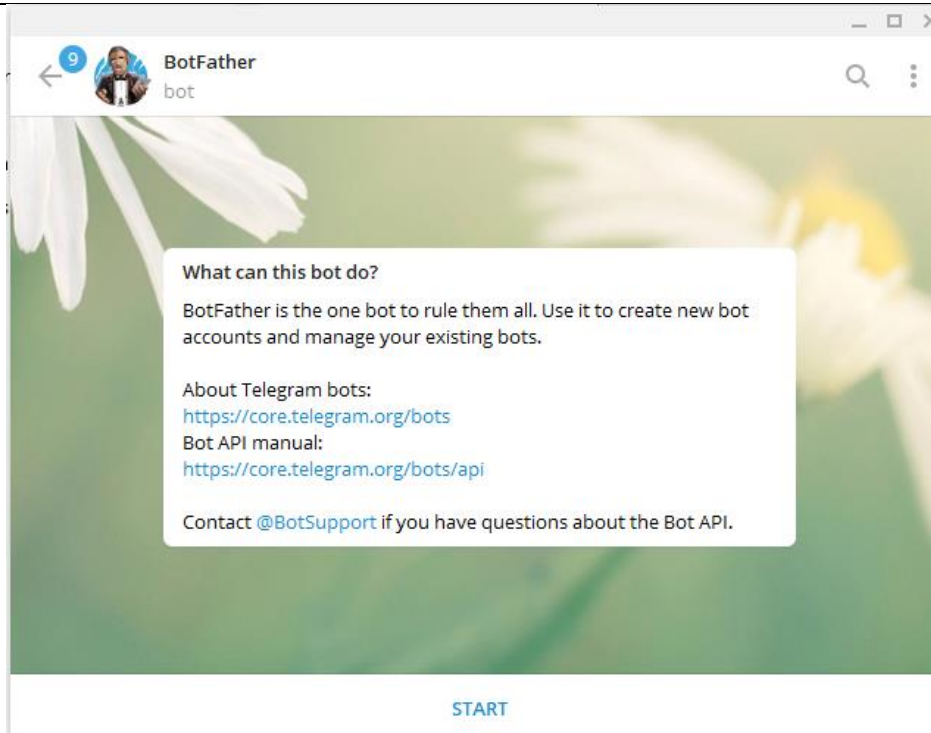 9
BotFather
bot
What can this bot do?
BotFather is the one bot to rule them all. Use it to create new bot
accounts and manage your existing bots.
About Telegram bots:
https://core.telegram.org/bots
Bot API manual:
https://core.telegram.org/bots/api
Contact @BotSupport if you have questions about the Bot API.
START